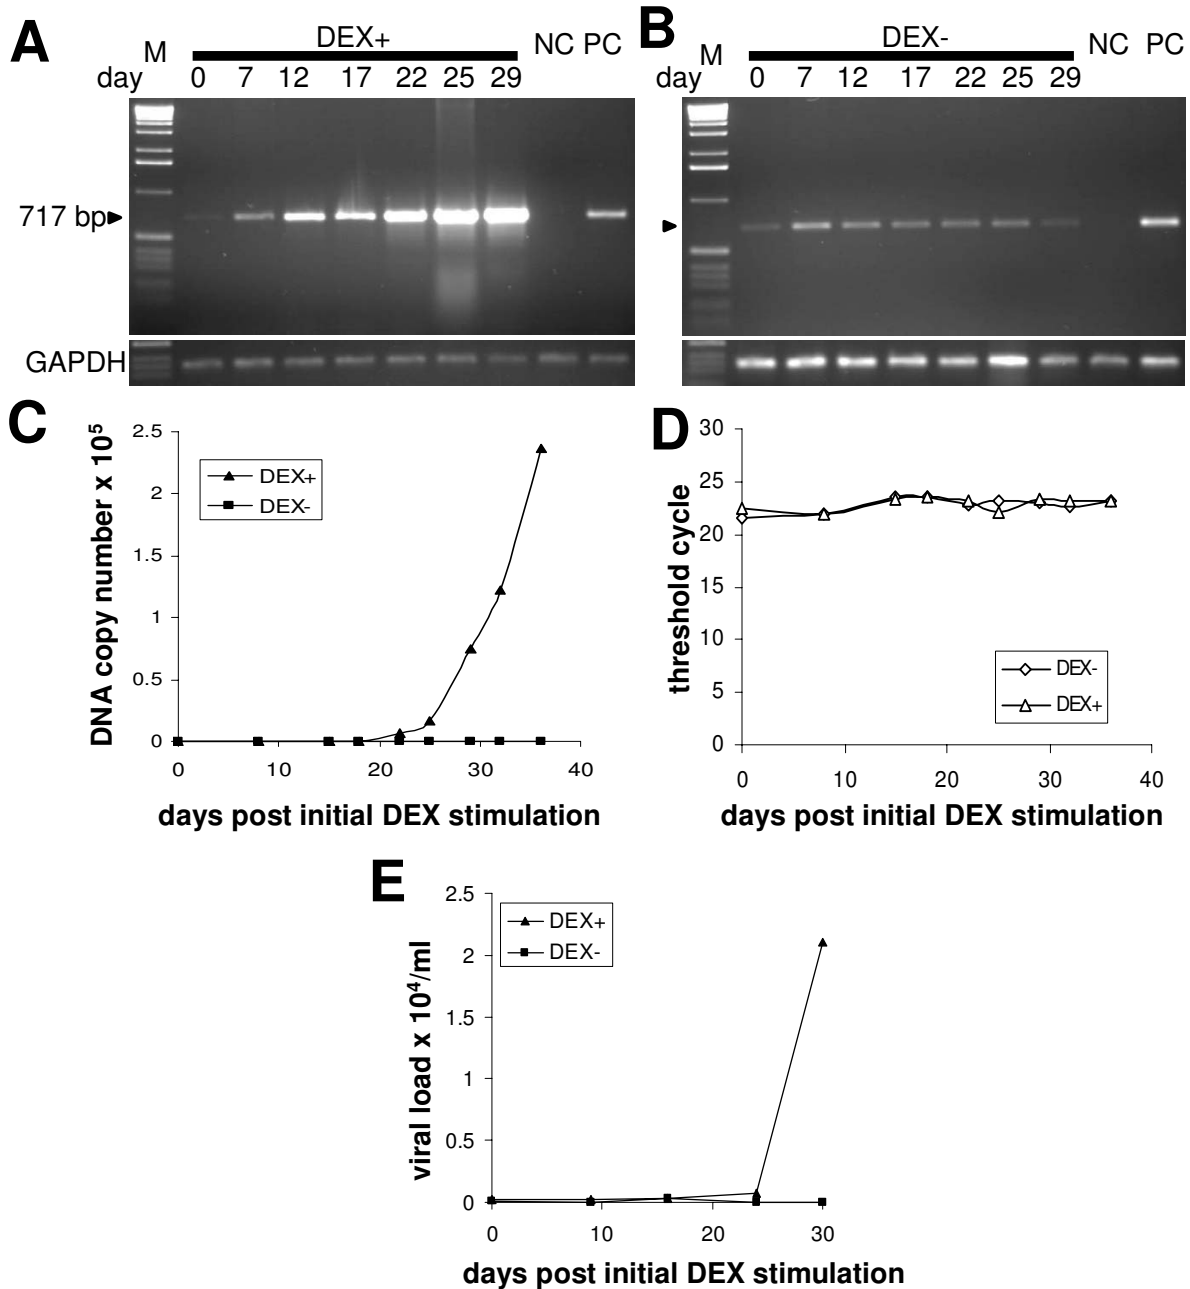 A
M
DEX+
NC PC
day 0 7 12 17 22 25 29
717 bp
GAPDH
B
M
DEX-
NC PC
day 0 7 12 17 22 25 29
C
DNA copy number x 10⁵
2.5
2
1.5
1
0.5
0
DEX+
DEX-
0 10 20 30 40
days post initial DEX stimulation
D
threshold cycle
30
25
20
15
10
5
0
DEX-
DEX+
0 10 20 30 40
days post initial DEX stimulation
E
viral load x 10⁴/ml
2.5
2
1.5
1
0.5
0
DEX+
DEX-
0 10 20 30
days post initial DEX stimulation